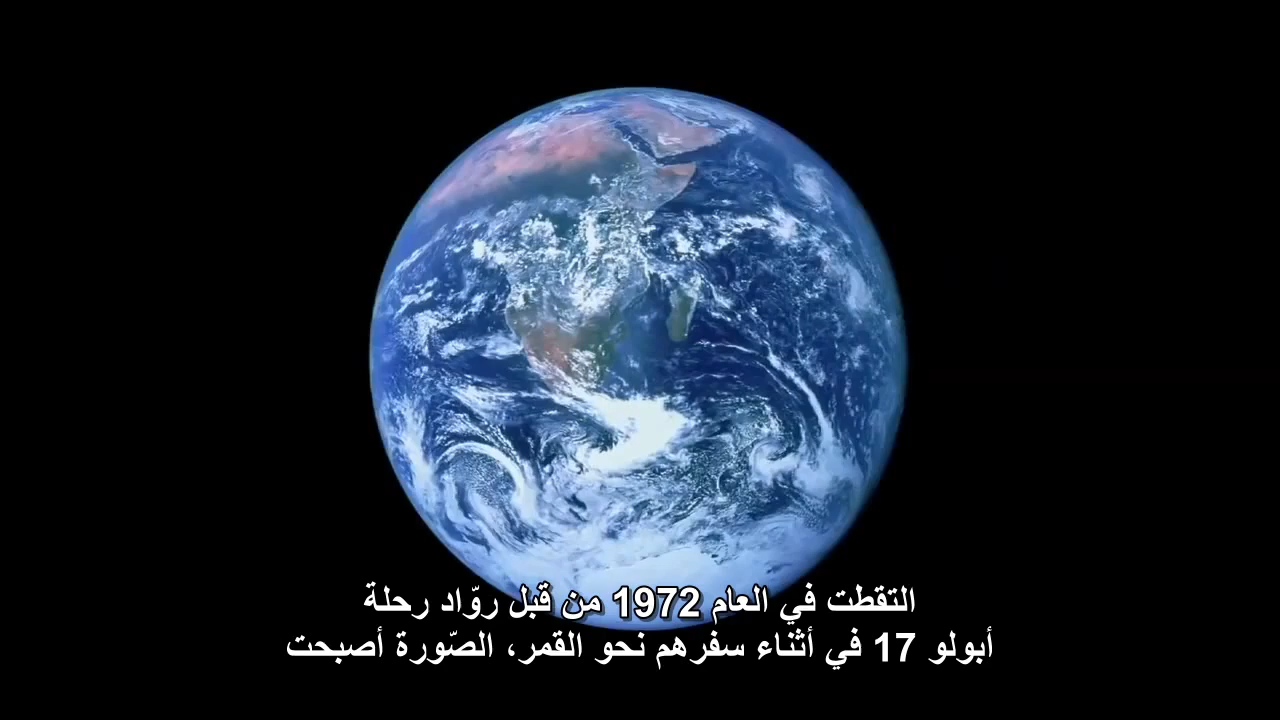 التقطت في العام 1972 من قبل روّاد رحلة
أبولو 17 في أثناء سفرهم نحو القمر، الصّورة أصبحت